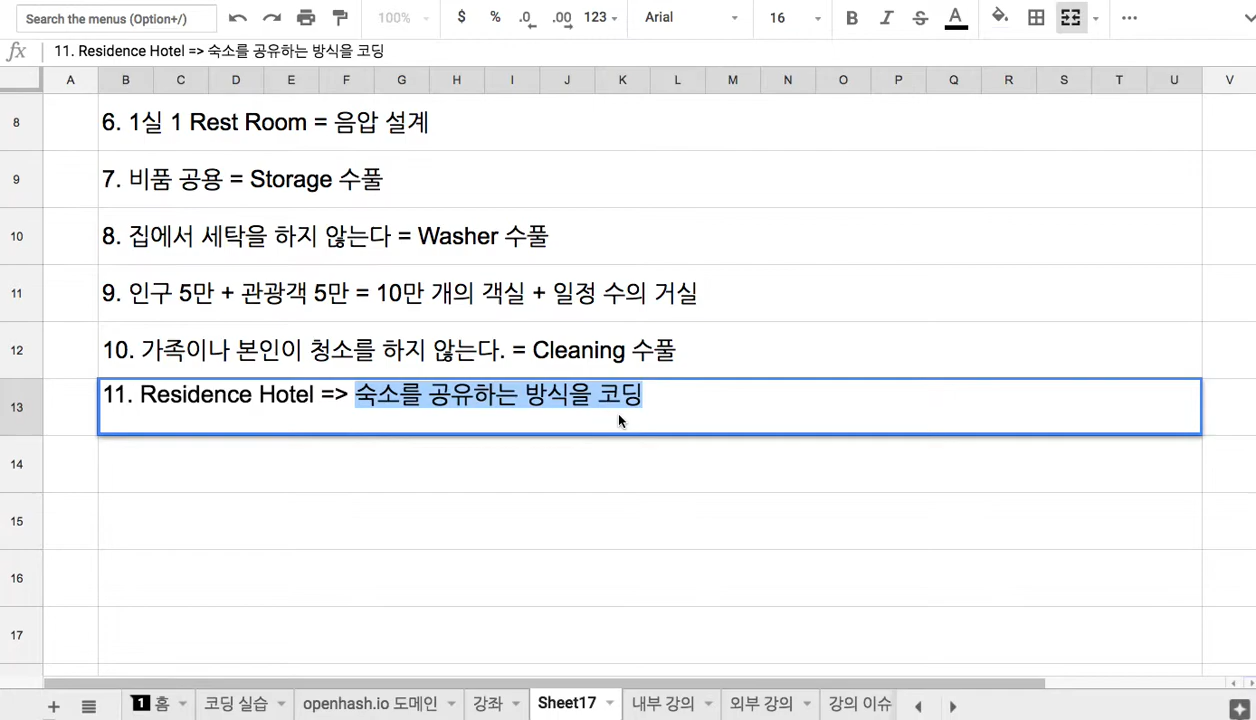 Search the menus (Option+/)
100%
$ % .0 .00 123
Arial
16
B I S A
fx 11. Residence Hotel => 숙소를 공유하는 방식을 코딩
A B C D E F G H I J K L M N O P Q R S T U V
8 6. 1실 1 Rest Room = 음압 설계
9 7. 비품 공용 = Storage 수풀
10 8. 집에서 세탁을 하지 않는다 = Washer 수풀
11 9. 인구 5만 + 관광객 5만 = 10만 개의 객실 + 일정 수의 거실
12 10. 가족이나 본인이 청소를 하지 않는다. = Cleaning 수풀
13 11. Residence Hotel => 숙소를 공유하는 방식을 코딩
14
15
16
17
1 홈 코딩 실습 openhash.io 도메인 강좌 Sheet17 내부 강의 외부 강의 강의 이슈